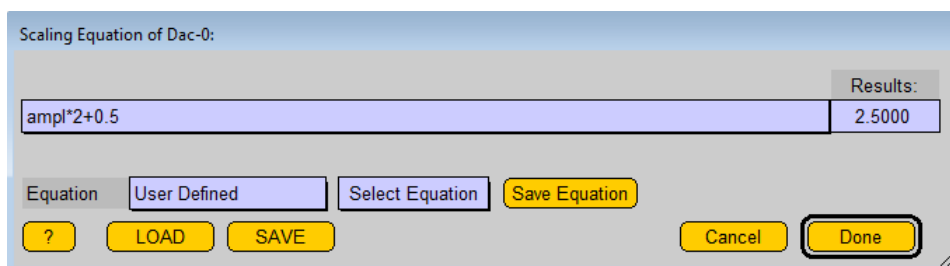 Scaling Equation of Dac-0:
Results:
ampl*2+0.5 2.5000
Equation User Defined Select Equation Save Equation
? LOAD SAVE Cancel Done